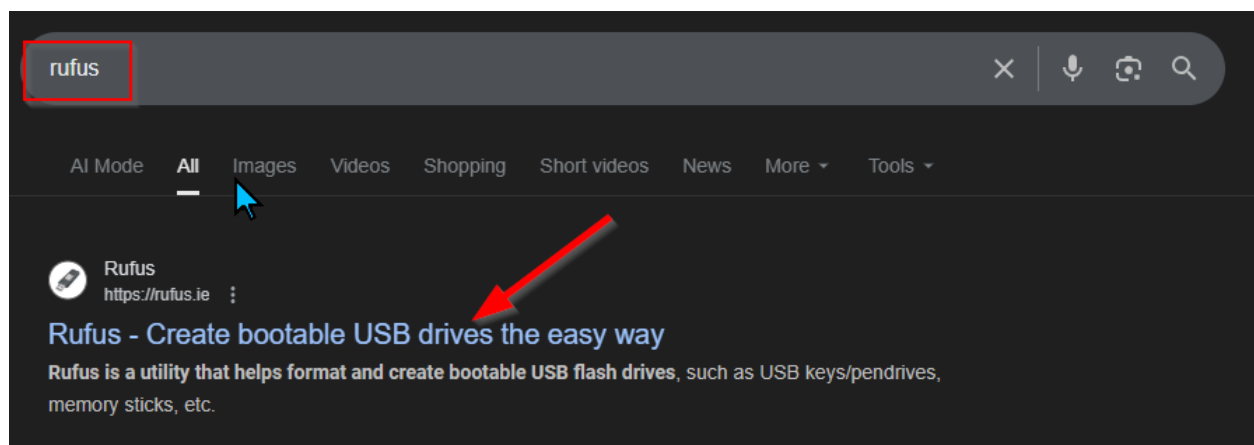 rufus
AI Mode All Images Videos Shopping Short videos News More Tools
Rufus
https://rufus.ie
Rufus - Create bootable USB drives the easy way
Rufus is a utility that helps format and create bootable USB flash drives, such as USB keys/pendrives,
memory sticks, etc.